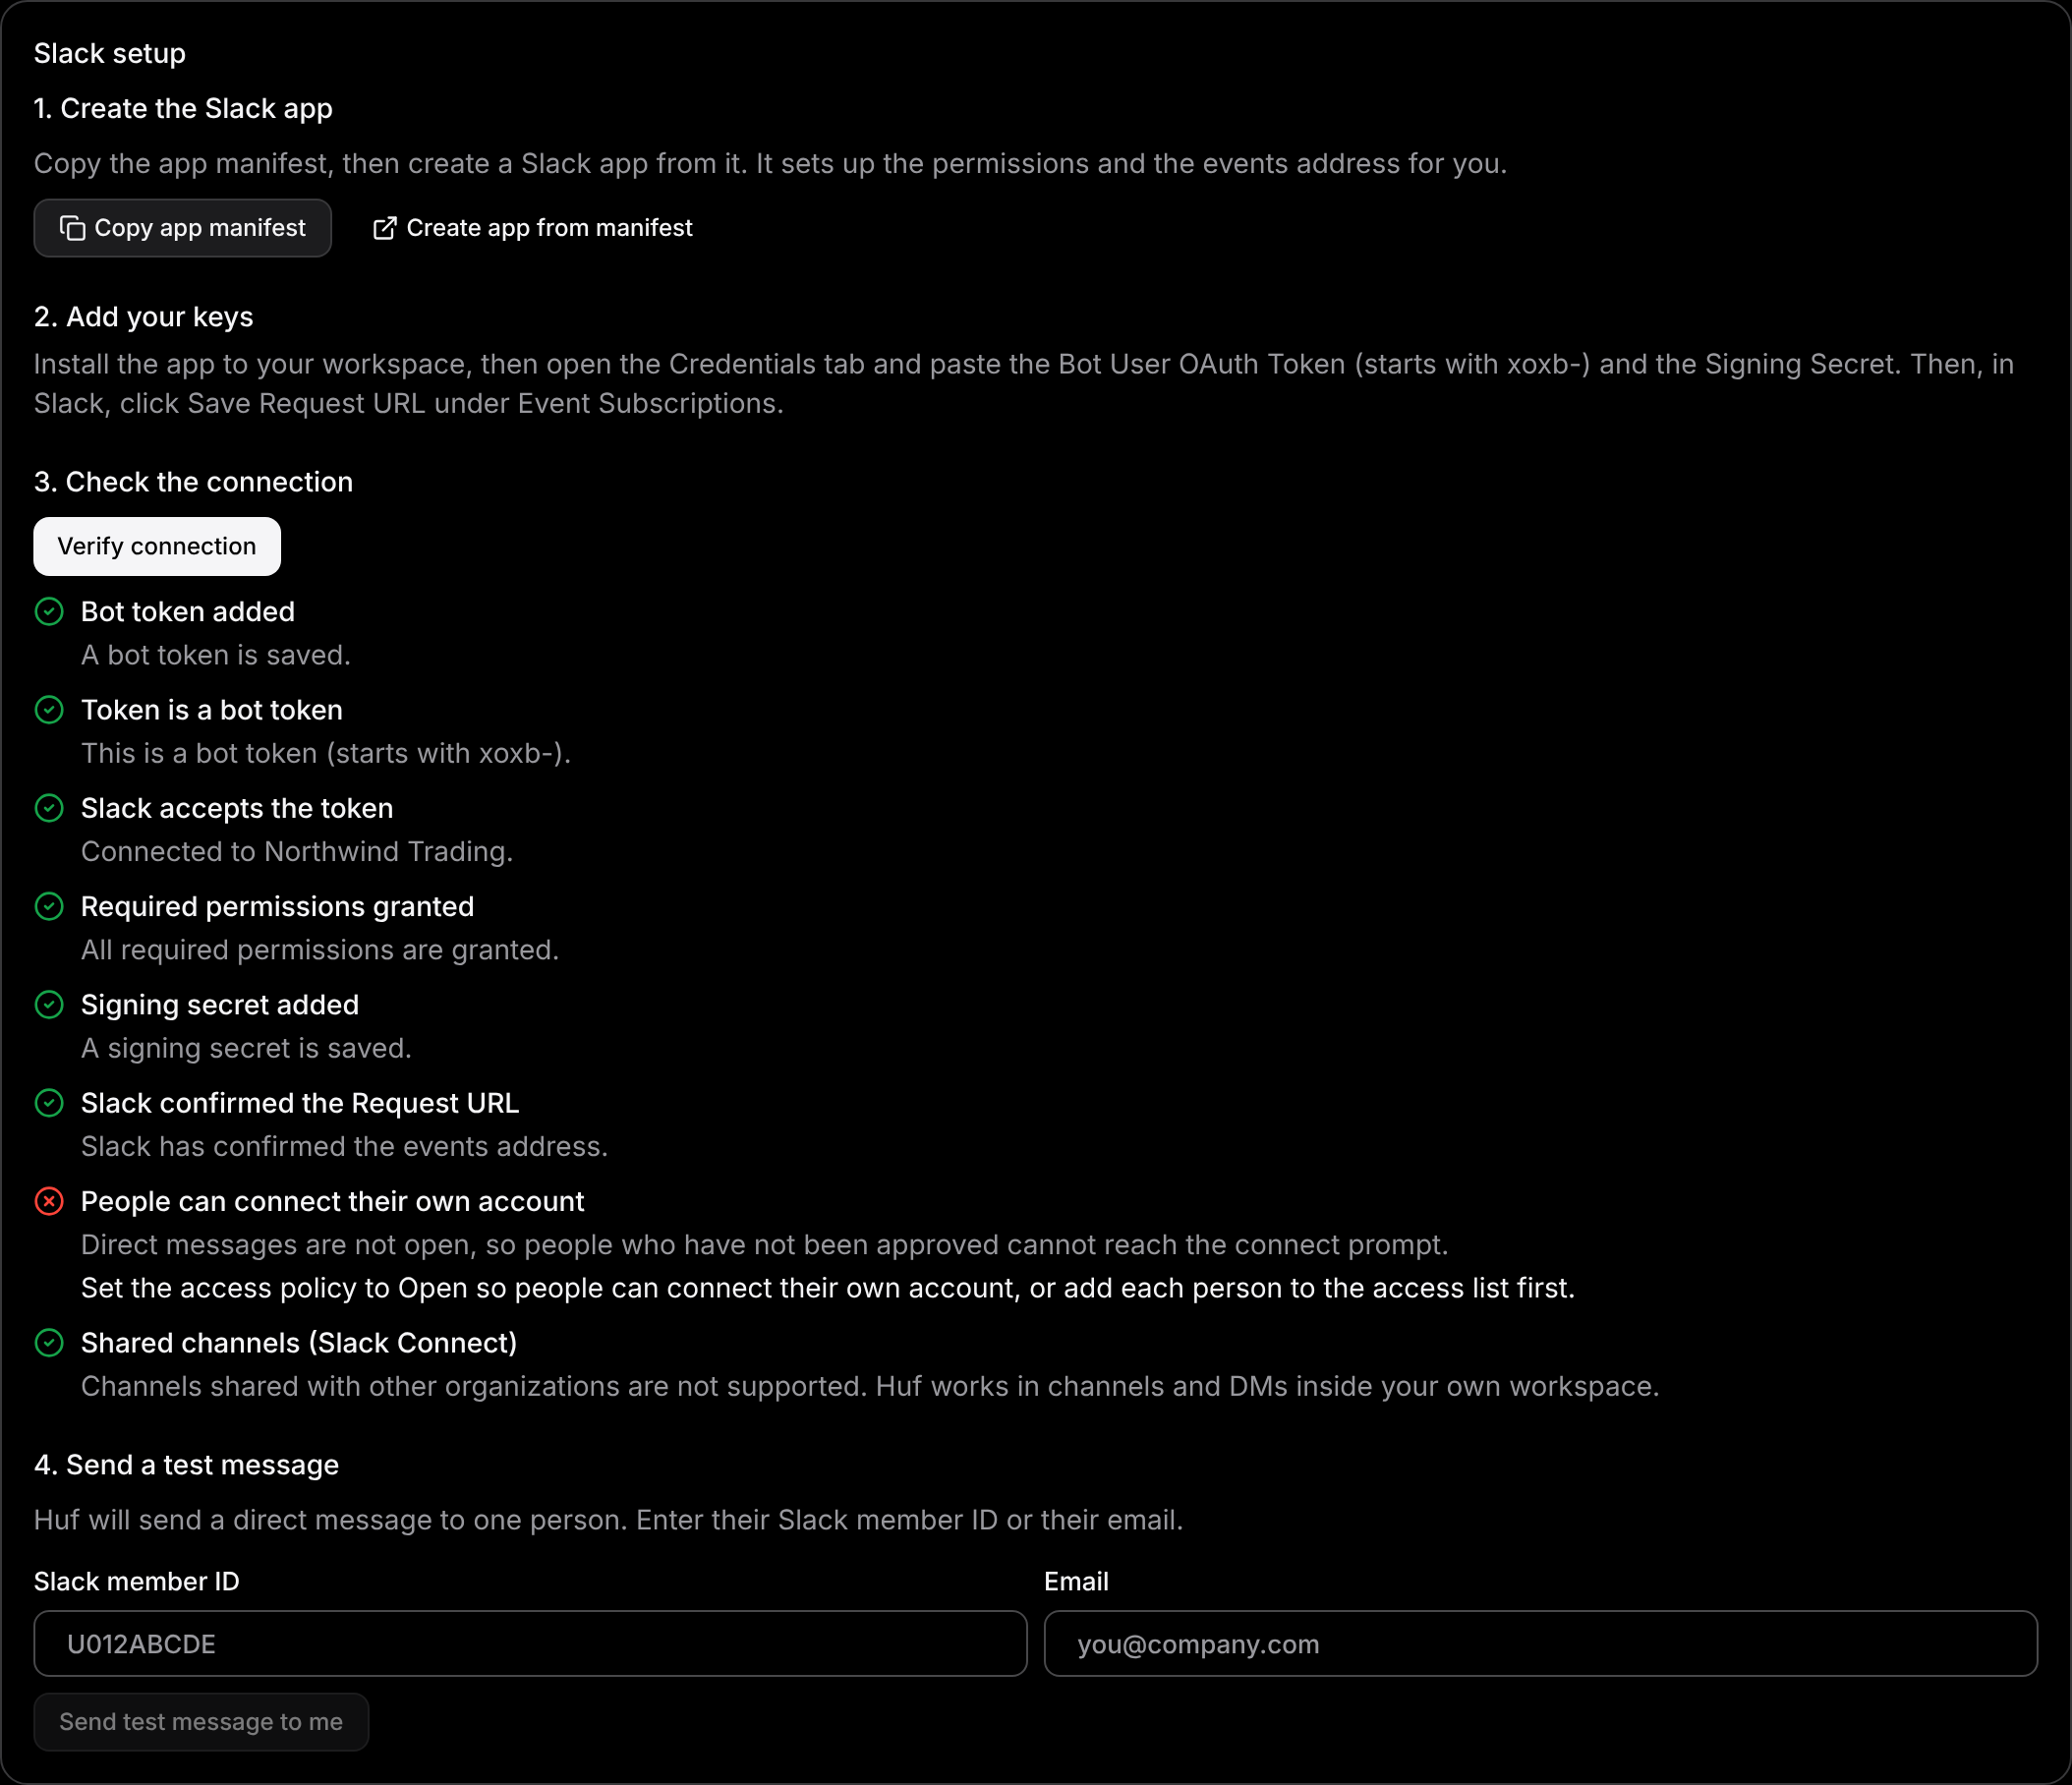 Slack setup
1. Create the Slack app
Copy the app manifest, then create a Slack app from it. It sets up the permissions and the events address for you.
Copy app manifest
Create app from manifest
2. Add your keys
Install the app to your workspace, then open the Credentials tab and paste the Bot User OAuth Token (starts with xoxb-) and the Signing Secret. Then, in
Slack, click Save Request URL under Event Subscriptions.
3. Check the connection
Verify connection
Bot token added
A bot token is saved.
Token is a bot token
This is a bot token (starts with xoxb-).
Slack accepts the token
Connected to Northwind Trading.
Required permissions granted
All required permissions are granted.
Signing secret added
A signing secret is saved.
Slack confirmed the Request URL
Slack has confirmed the events address.
People can connect their own account
Direct messages are not open, so people who have not been approved cannot reach the connect prompt.
Set the access policy to Open so people can connect their own account, or add each person to the access list first.
Shared channels (Slack Connect)
Channels shared with other organizations are not supported. Huf works in channels and DMs inside your own workspace.
4. Send a test message
Huf will send a direct message to one person. Enter their Slack member ID or their email.
Slack member ID
Email
U012ABCDE
you@company.com
Send test message to me